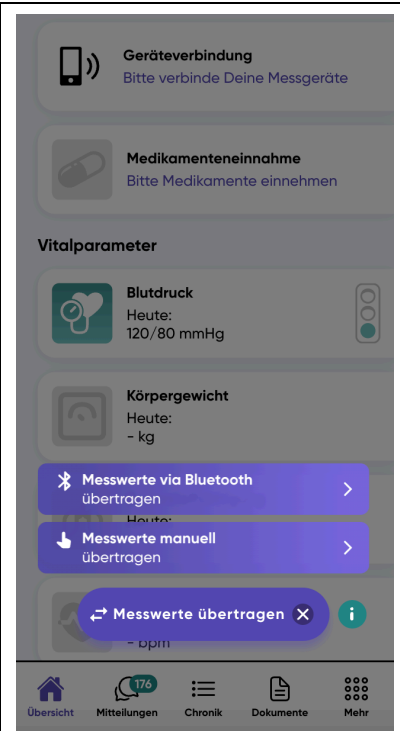 Geräteverbindung
Bitte verbinde Deine Messgeräte
Medikamenteneinnahme
Bitte Medikamente einnehmen
Vitalparameter
Blutdruck
Heute:
120/80 mmHg
Körpergewicht
Heute:
- kg
Messwerte via Bluetooth
übertragen
Heute:
Messwerte manuell
übertragen
Messwerte übertragen
i
- bpm
176
Übersicht
Mitteilungen
Chronik
Dokumente
Mehr